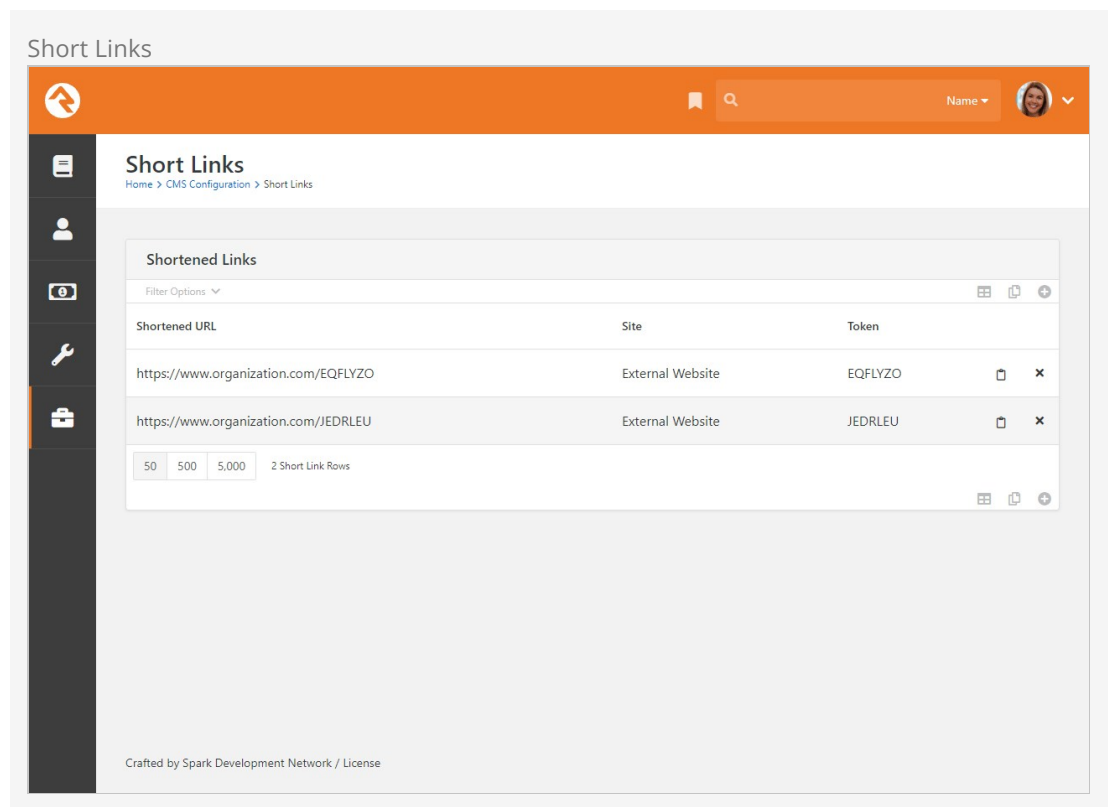 Short Links
Name
Short Links
Home > CMS Configuration > Short Links
Shortened Links
Filter Options
Shortened URL Site Token
https://www.organization.com/EQFLYZO External Website EQFLYZO
https://www.organization.com/JEDRLEU External Website JEDRLEU
50 500 5,000 2 Short Link Rows
Crafted by Spark Development Network / License